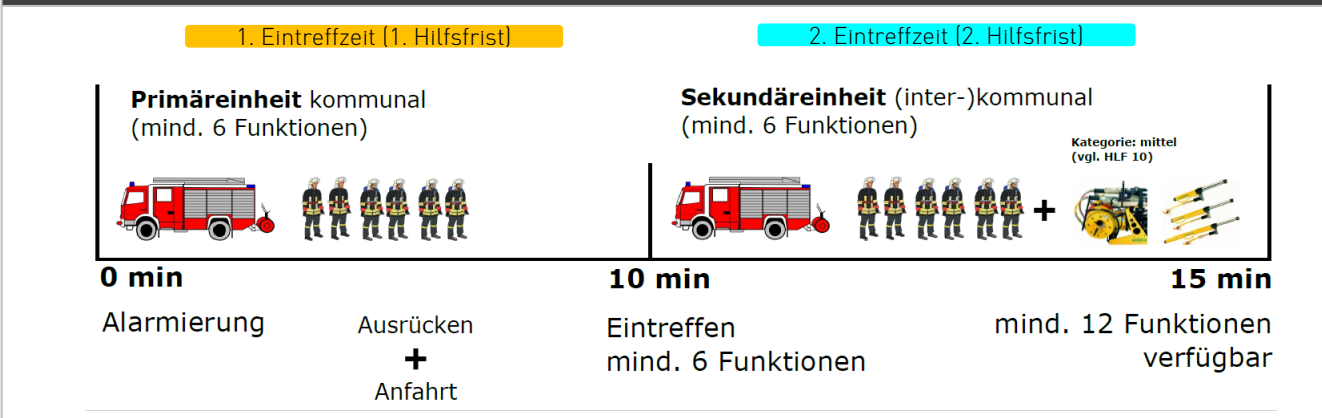 1. Eintreffzeit (1. Hilfsfrist)
2. Eintreffzeit (2. Hilfsfrist)
Primäreinheit kommunal
(mind. 6 Funktionen)
Sekundäreinheit (inter-)kommunal
(mind. 6 Funktionen)
Kategorie: mittel
(vgl. HLF 10)
+
0 min
10 min
15 min
Alarmierung
Ausrücken
+
Anfahrt
Eintreffen
mind. 6 Funktionen
mind. 12 Funktionen
verfügbar